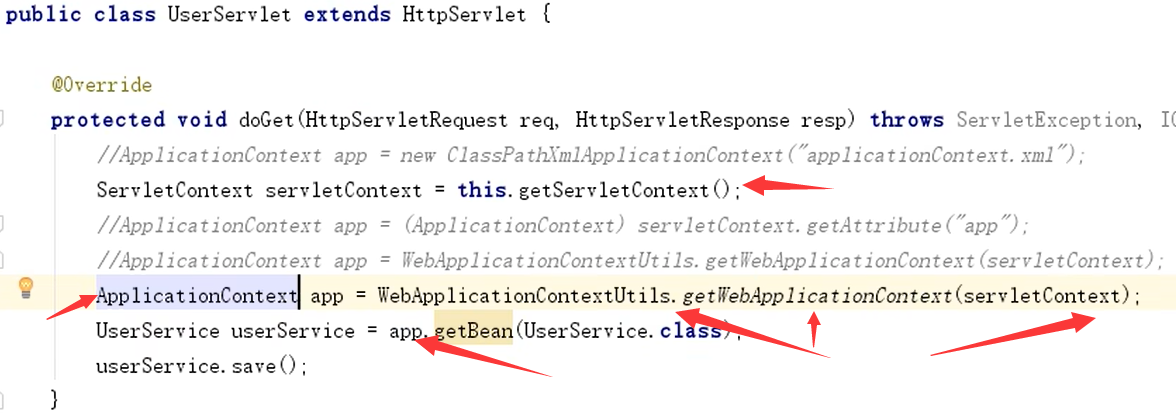 public class UserServlet extends HttpServlet {
@Override
protected void doGet(HttpServletRequest req, HttpServletResponse resp) throws ServletException, IO
//ApplicationContext app = new ClassPathXmlApplicationContext("applicationContext.xml");
ServletContext servletContext = this.getServletContext();
//ApplicationContext app = (ApplicationContext) servletContext.getAttribute("app");
//ApplicationContext app = WebApplicationContextUtils.getWebApplicationContext(servletContext);
ApplicationContext app = WebApplicationContextUtils.getWebApplicationContext(servletContext);
UserService userService = app.getBean(UserService.class);
userService.save();
}